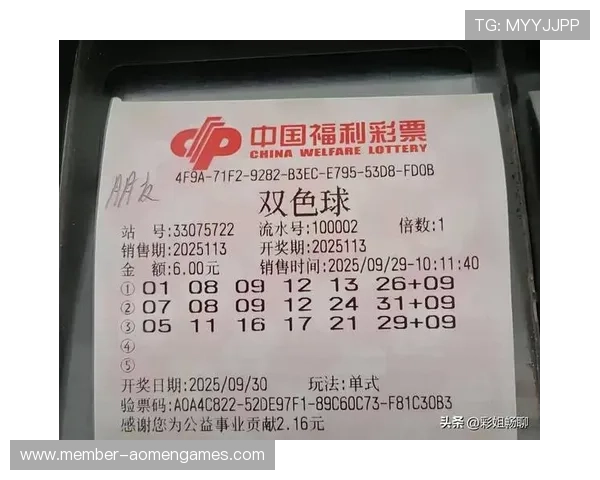 TG: MYYJJPP
中国福利彩票
CHINA WELFARE LOTTERY
4F9A-71F2-9282-B3EC-E795-53D8-FD0B
朋友
双色球
站 号:33075722 流水号:100002 倍数:1
销售期:2025113 开奖期:2025113
金 额:6.00元 销售时间:2025/09/29-10:11:40
① 01 08 09 12 13 26+09
② 07 08 09 12 24 31+09
③ 05 11 16 17 21 29+09
④
⑤
开奖日期:2025/09/30 玩法:单式
验票码:A0A4C822-52DE97F1-89C60C73-F81C30B3
感谢您为公益事业贡献2.16元
头条 @彩姐畅聊
www.member-aomengames.com